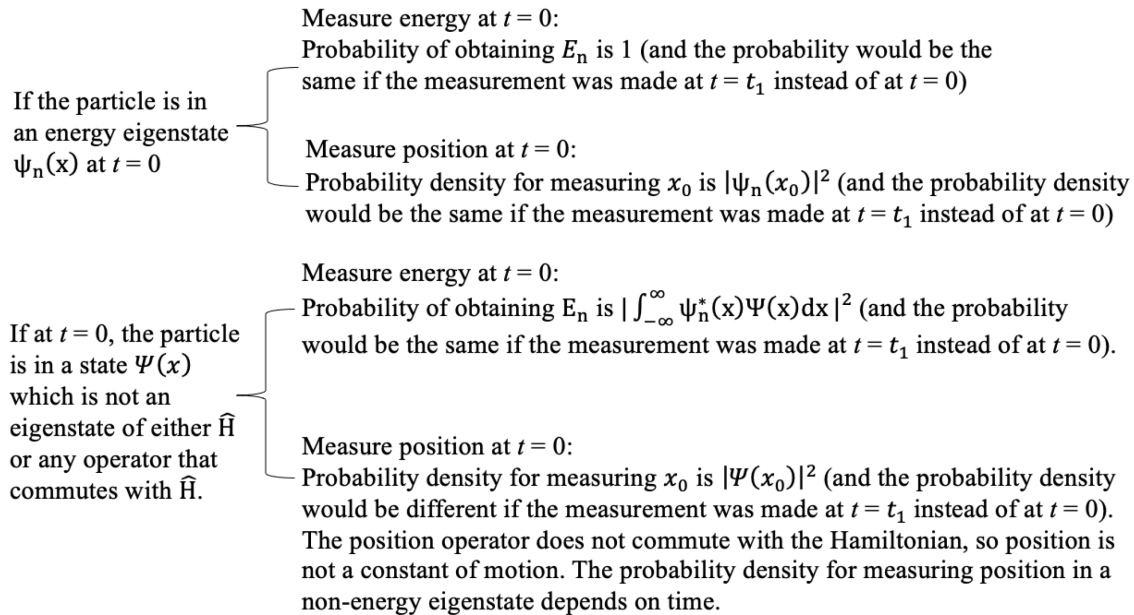 Measure energy at t = 0:
Probability of obtaining Eₙ is 1 (and the probability would be the
same if the measurement was made at t = t₁ instead of at t = 0)
If the particle is in
an energy eigenstate
ψₙ(x) at t = 0
Measure position at t = 0:
Probability density for measuring x₀ is |ψₙ(x₀)|² (and the probability density
would be the same if the measurement was made at t = t₁ instead of at t = 0)
Measure energy at t = 0:
Probability of obtaining Eₙ is |∫_{-∞}^{∞} ψₙ*(x)Ψ(x)dx|² (and the probability
would be the same if the measurement was made at t = t₁ instead of at t = 0).
If at t = 0, the particle
is in a state Ψ(x)
which is not an
eigenstate of either Ĥ
or any operator that
commutes with Ĥ.
Measure position at t = 0:
Probability density for measuring x₀ is |Ψ(x₀)|² (and the probability density
would be different if the measurement was made at t = t₁ instead of at t = 0).
The position operator does not commute with the Hamiltonian, so position is
not a constant of motion. The probability density for measuring position in a
non-energy eigenstate depends on time.